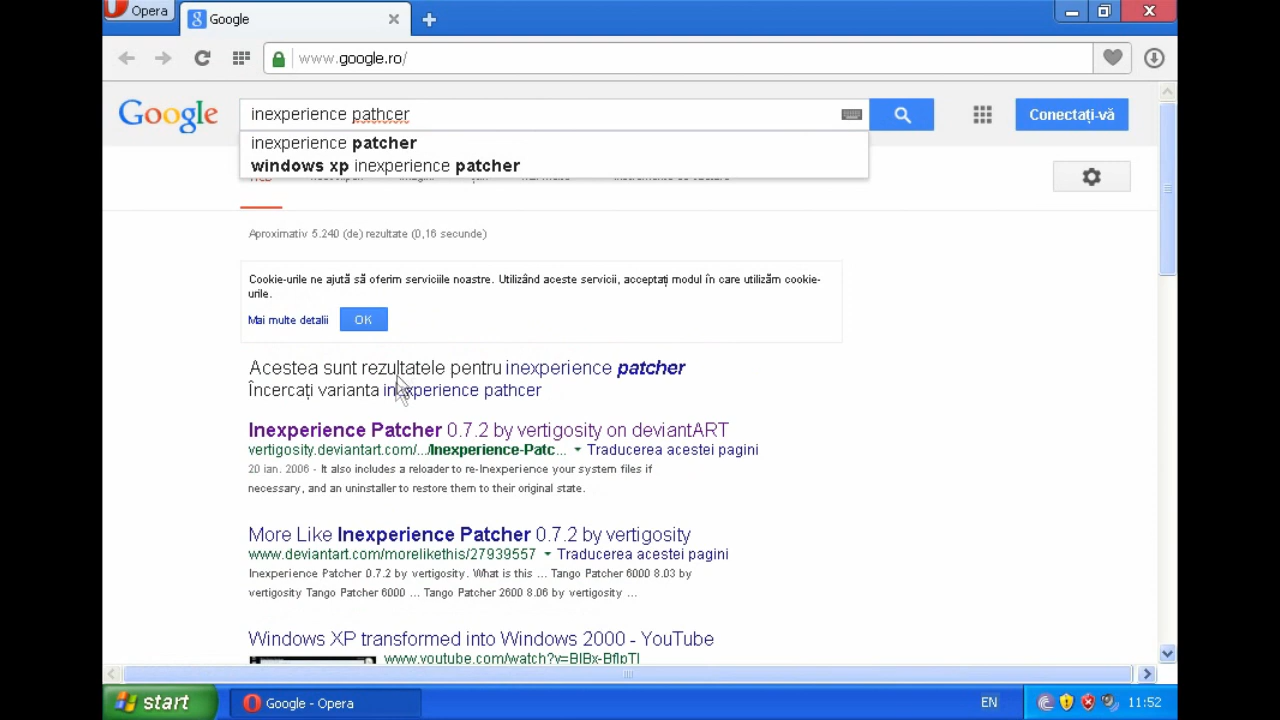 Opera
Google
www.google.ro/
Google
inexperience pathcer
Conectați-vă
inexperience patcher
windows xp inexperience patcher
Aproximativ 5.240 (de) rezultate (0,16 secunde)
Cookie-urile ne ajută să oferim serviciile noastre. Utilizând aceste servicii, acceptați modul în care utilizăm cookie-
urile.
Mai multe detalii
OK
Acestea sunt rezultatele pentru inexperience patcher
Încercați varianta inexperience pathcer
Inexperience Patcher 0.7.2 by vertigosity on deviantART
vertigosity.deviantart.com/.../Inexperience-Patc... Traducerea acestei pagini
20 ian. 2006 - It also includes a reloader to re-Inexperience your system files if
necessary, and an uninstaller to restore them to their original state.
More Like Inexperience Patcher 0.7.2 by vertigosity
www.deviantart.com/morelikethis/27939557 Traducerea acestei pagini
Inexperience Patcher 0.7.2 by vertigosity. What is this ... Tango Patcher 6000 8.03 by
vertigosity Tango Patcher 6000 ... Tango Patcher 2600 8.06 by vertigosity ...
Windows XP transformed into Windows 2000 - YouTube
start
Google - Opera
EN
11:52